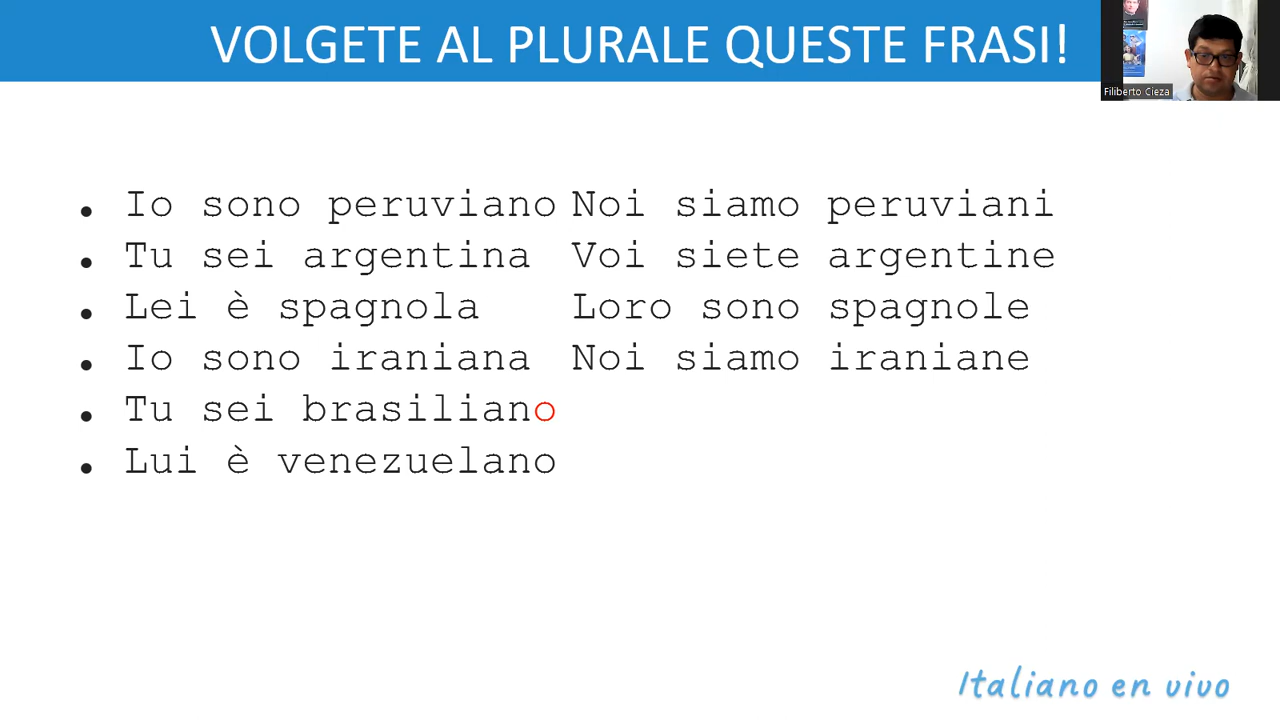 VOLGETE AL PLURALE QUESTE FRASI!
Filiberto Cieza
• Io sono peruviano Noi siamo peruviani
• Tu sei argentina Voi siete argentine
• Lei è spagnola Loro sono spagnole
• Io sono iraniana Noi siamo iraniane
• Tu sei brasiliano
• Lui è venezuelano
Italiano en vivo